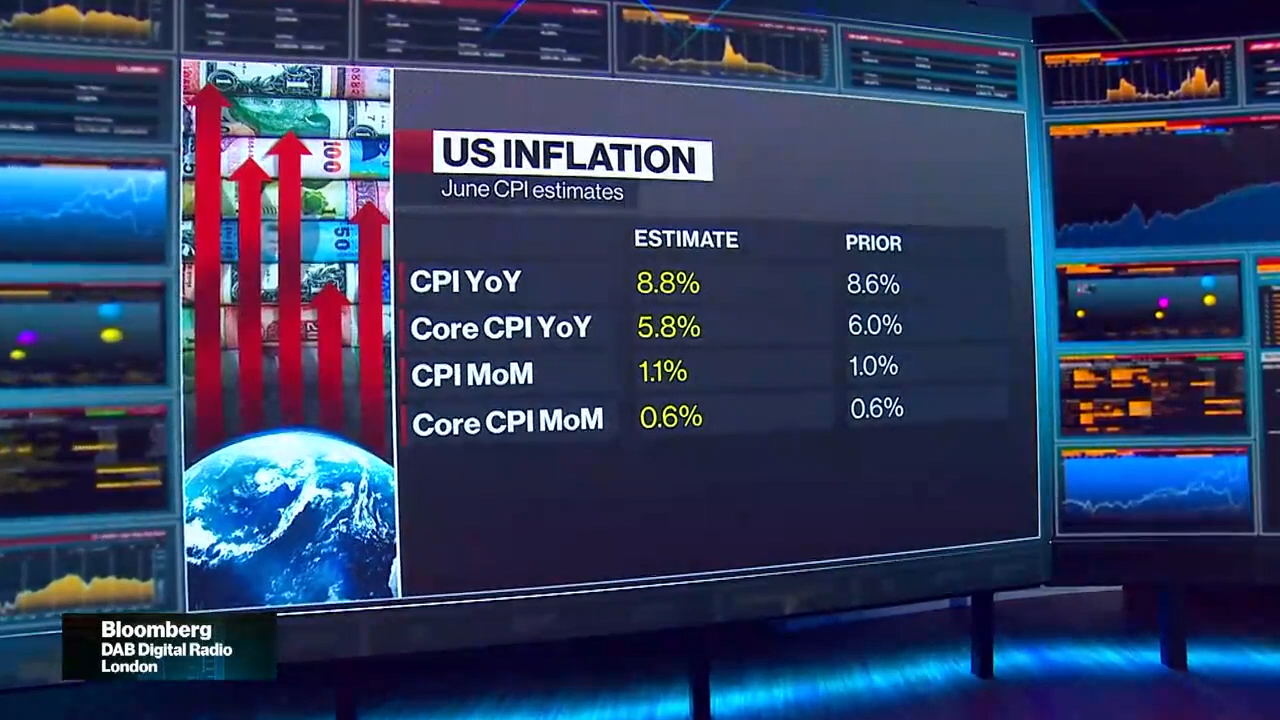 US INFLATION
June CPI estimates
ESTIMATE PRIOR
CPI YoY 8.8% 8.6%
Core CPI YoY 5.8% 6.0%
CPI MoM 1.1% 1.0%
Core CPI MoM 0.6% 0.6%
100
50
Bloomberg
DAB Digital Radio
London